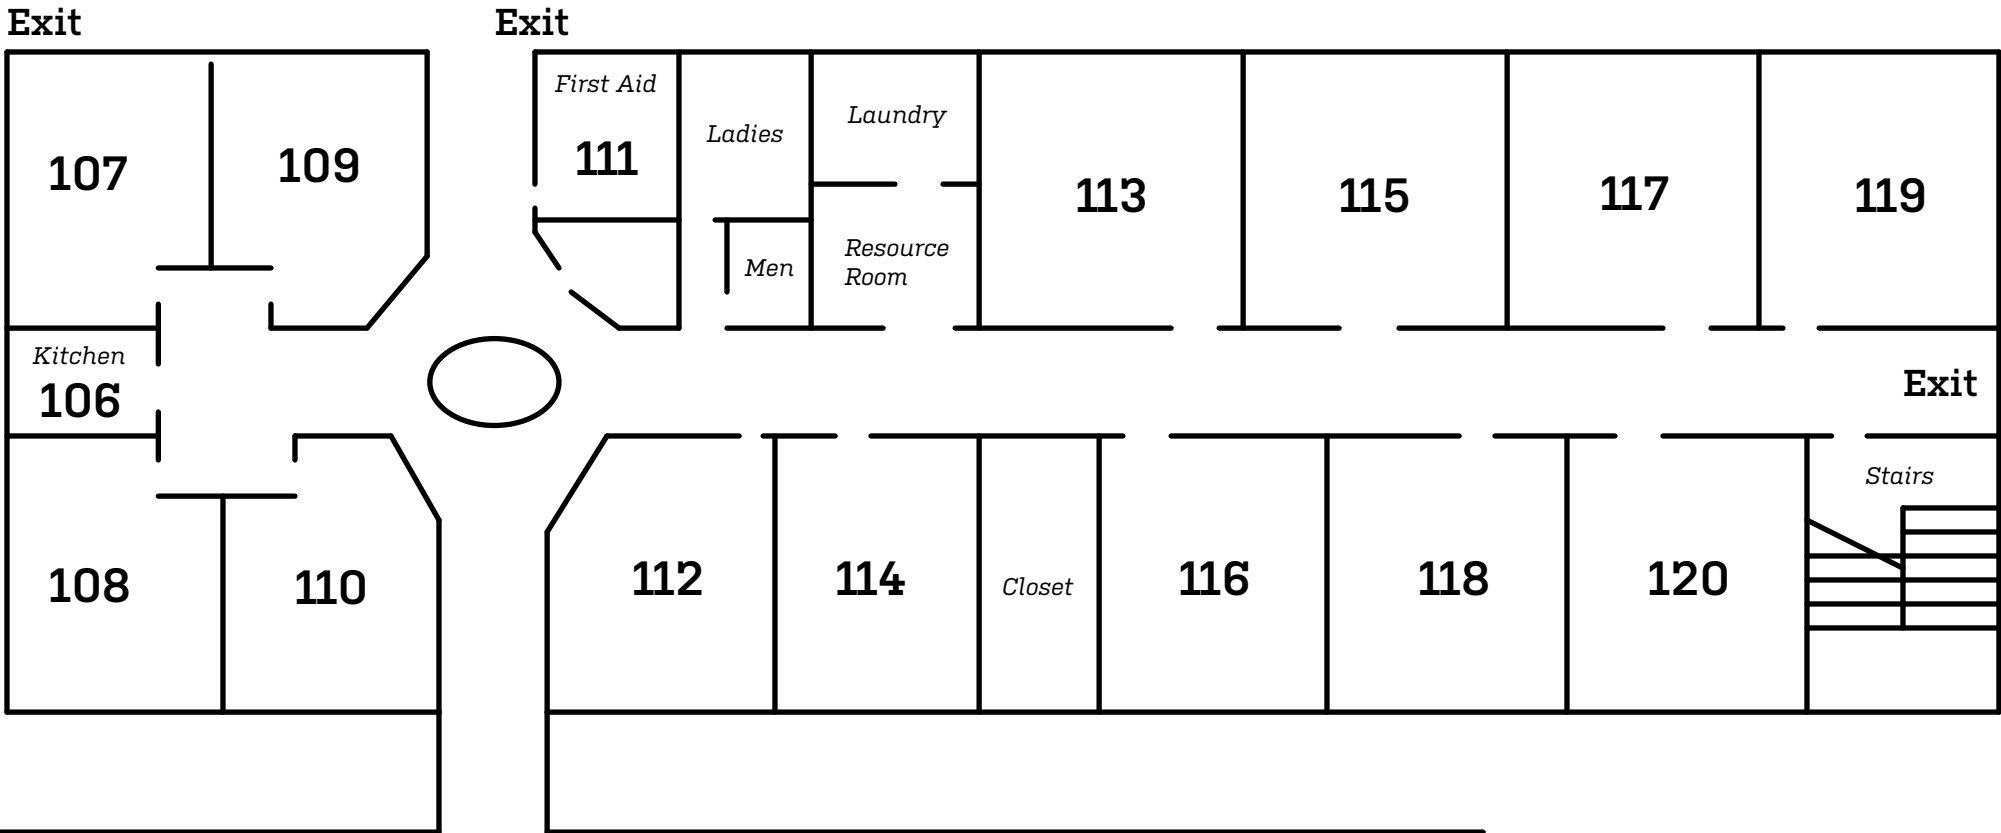 Exit
Exit
First Aid
111
Ladies
Laundry
107
109
113
115
117
119
Men
Resource
Room
Kitchen
106
Exit
Stairs
108
110
112
114
Closet
116
118
120